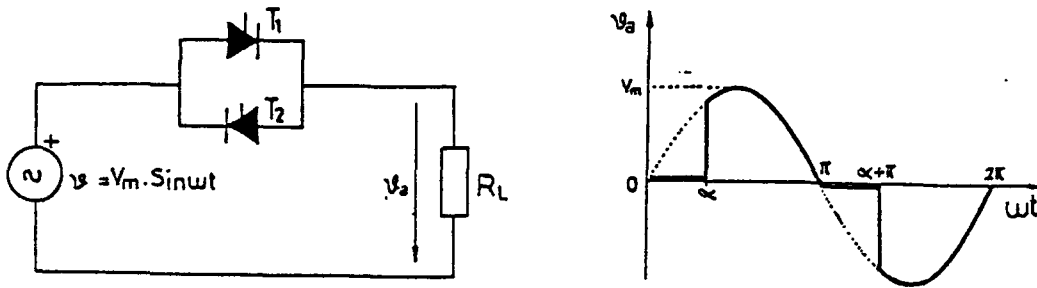 T₁
T₂
+
~
𝜗 = Vm . Sinωt
𝜗a
RL
𝜗a
Vm
0
α
π
α+π
2π
ωt